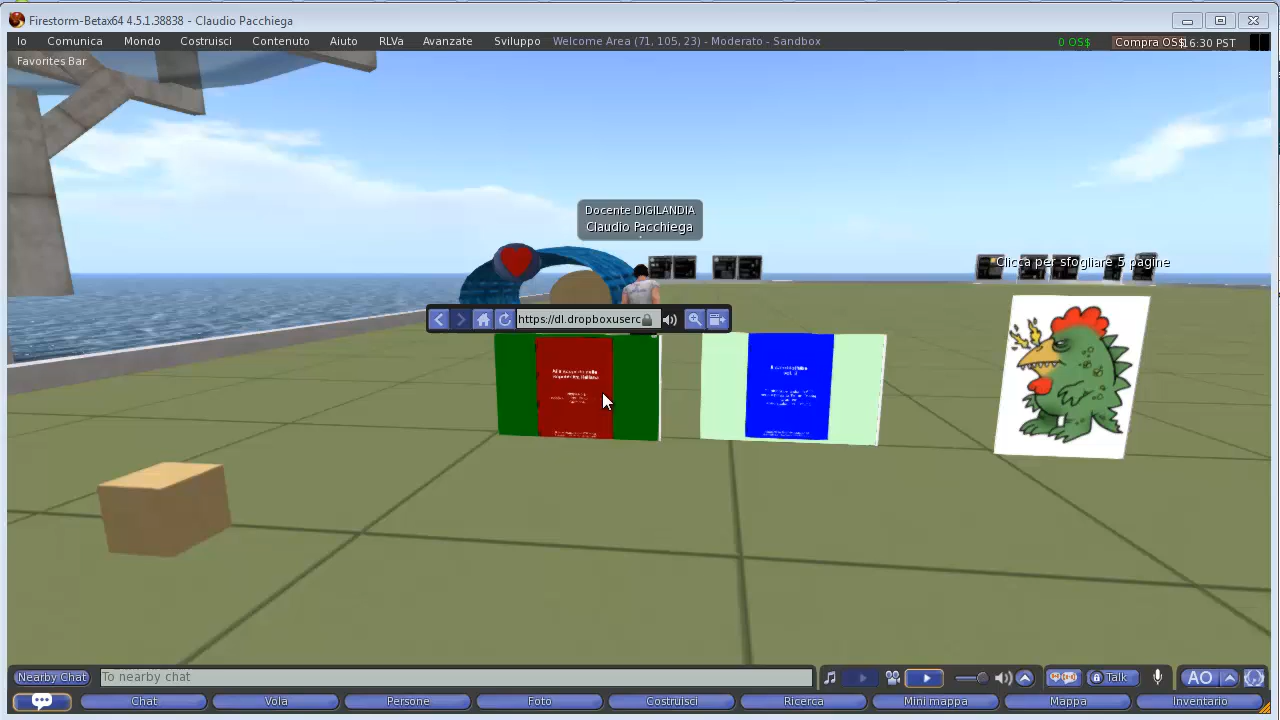 Firestorm-Betax64 4.5.1.38838 - Claudio Pacchiega
Io Comunica Mondo Costruisci Contenuto Aiuto RLVa Avanzate Sviluppo Welcome Area (71, 105, 23) - Moderato - Sandbox 0 OS$ Compra OS$ 16:30 PST
Favorites Bar
Docente DIGILANDIA
Claudio Pacchiega
Clicca per sfogliare 5 pagine
https://dl.dropboxuserc
Nearby Chat To nearby chat Talk AO
Chat Vola Persone Foto Costruisci Ricerca Mini mappa Mappa Inventario